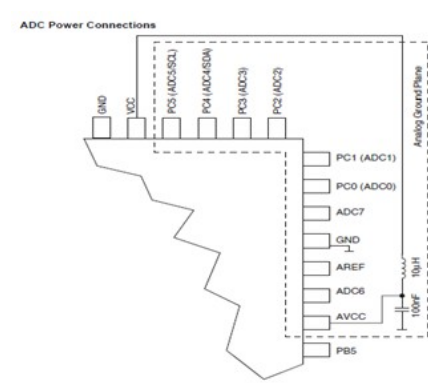 ADC Power Connections
GND
VCC
PC5 (ADC5/SCL)
PC4 (ADC4/SDA)
PC3 (ADC3)
PC2 (ADC2)
Analog Ground Plane
PC1 (ADC1)
PC0 (ADC0)
ADC7
GND
AREF
ADC6
AVCC
PB5
10μH
100nF